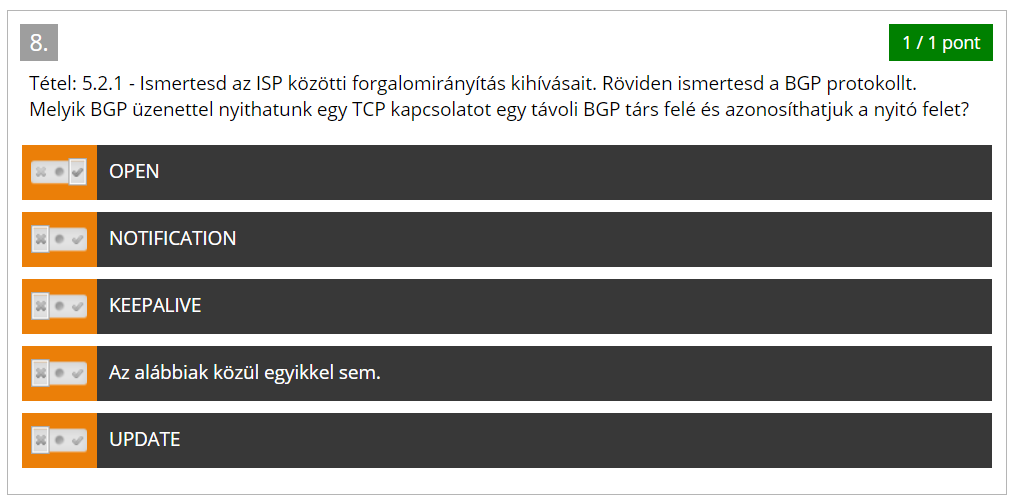 8.
1 / 1 pont
Tétel: 5.2.1 - Ismertesd az ISP közötti forgalomirányítás kihívásait. Röviden ismertesd a BGP protokollt.
Melyik BGP üzenettel nyithatunk egy TCP kapcsolatot egy távoli BGP társ felé és azonosíthatjuk a nyitó felet?
OPEN
NOTIFICATION
KEEPALIVE
Az alábbiak közül egyikkel sem.
UPDATE